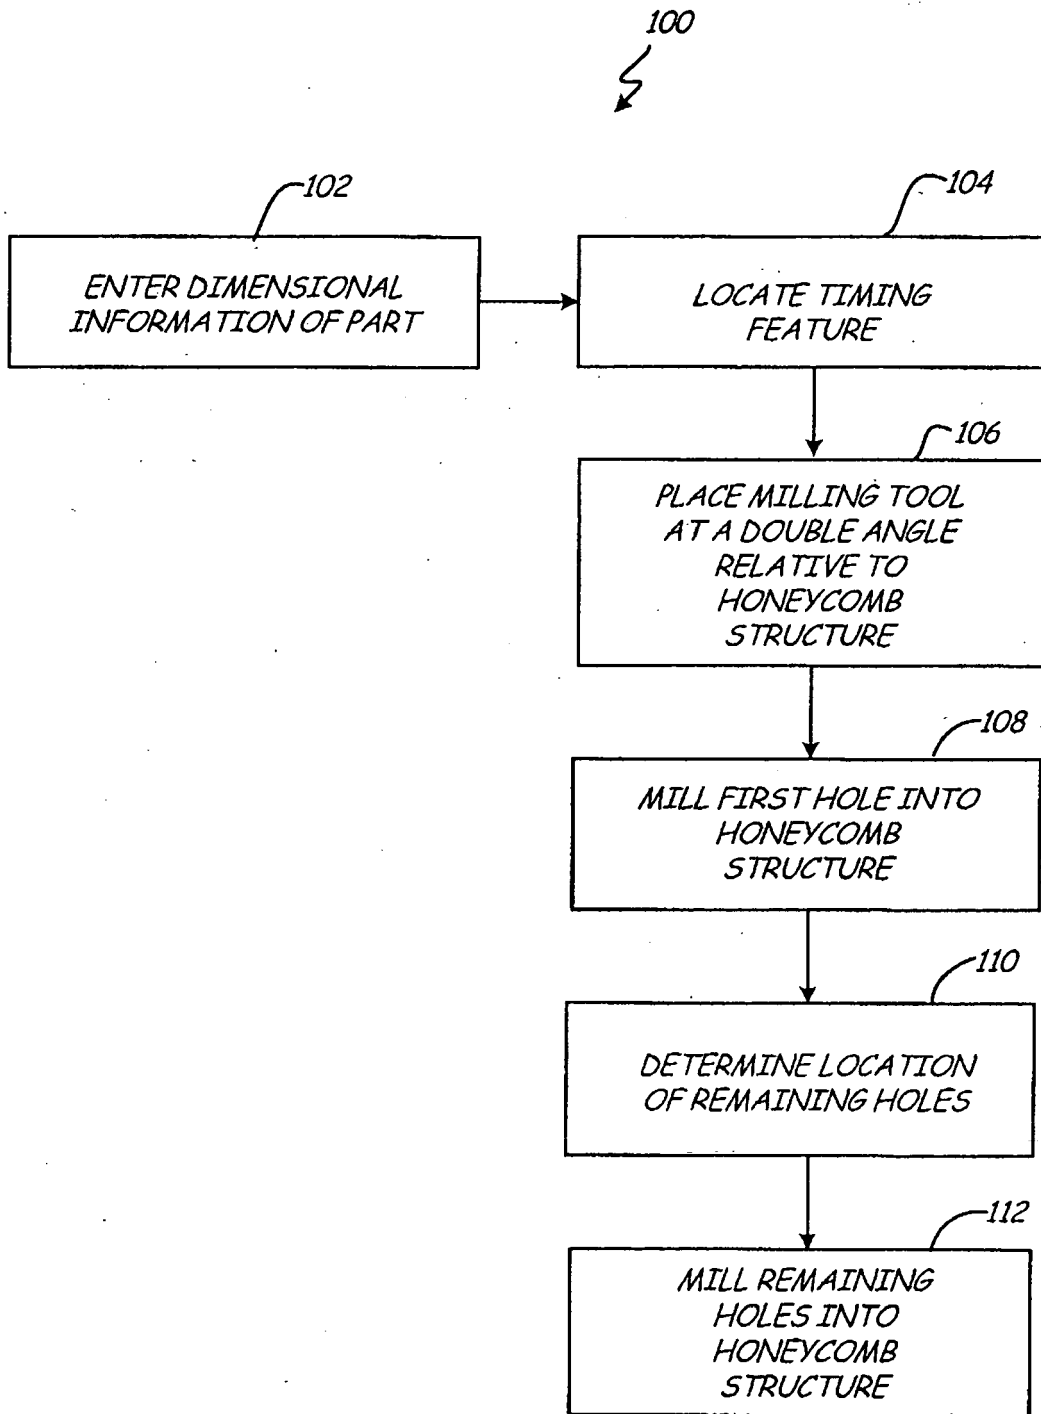 100
102
ENTER DIMENSIONAL
INFORMATION OF PART
104
LOCATE TIMING
FEATURE
106
PLACE MILLING TOOL
AT A DOUBLE ANGLE
RELATIVE TO
HONEYCOMB
STRUCTURE
108
MILL FIRST HOLE INTO
HONEYCOMB
STRUCTURE
110
DETERMINE LOCATION
OF REMAINING HOLES
112
MILL REMAINING
HOLES INTO
HONEYCOMB
STRUCTURE